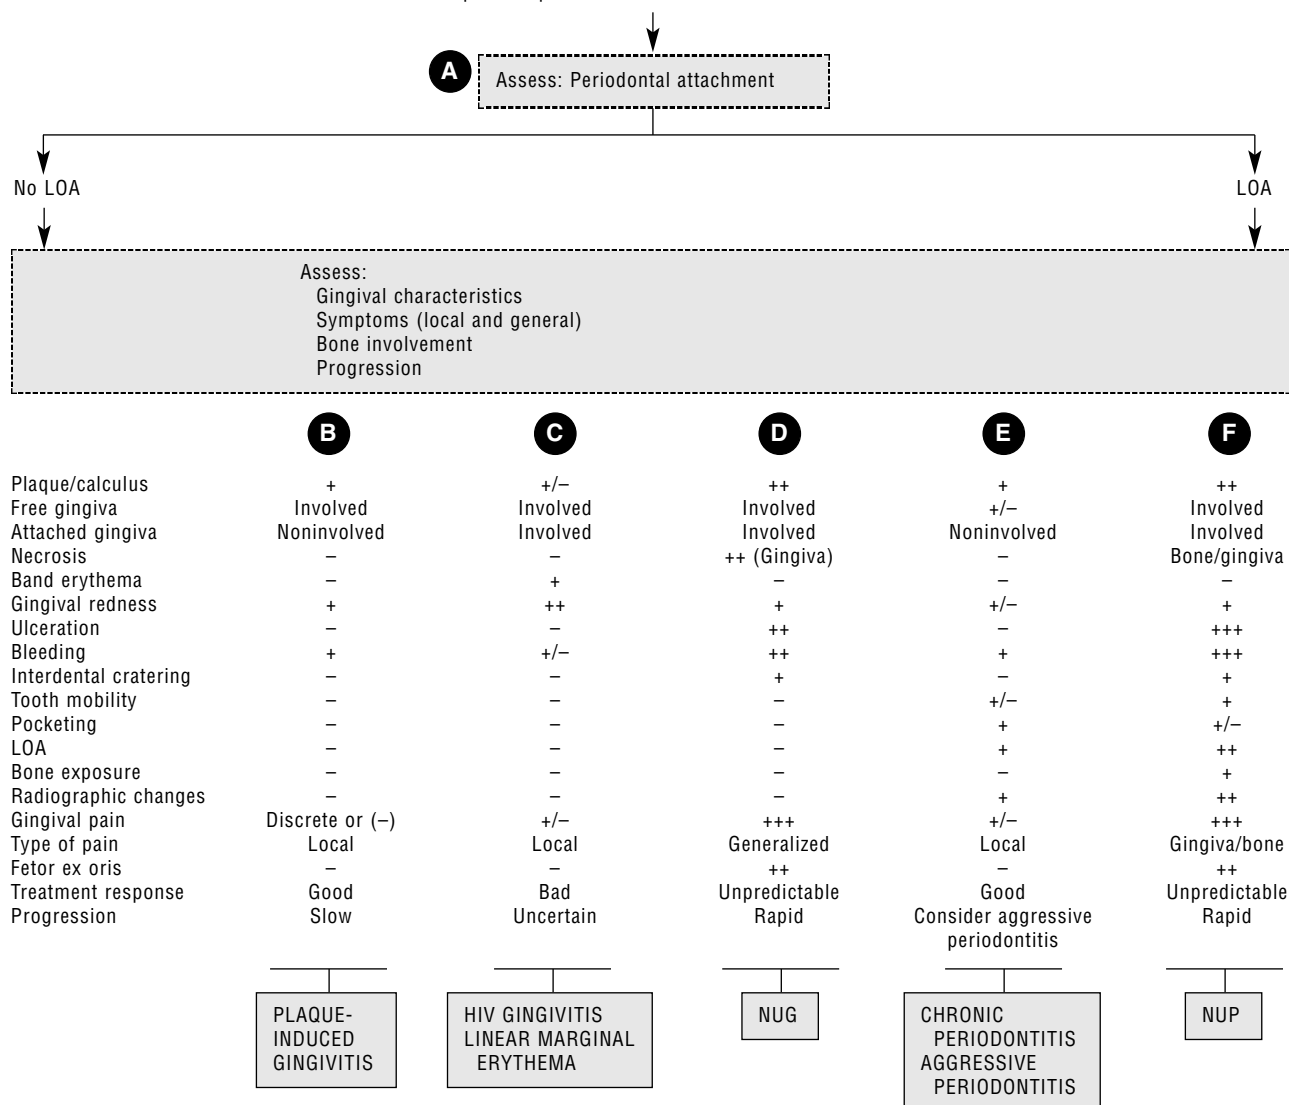 A
Assess: Periodontal attachment
No LOA
LOA
Assess:
Gingival characteristics
Symptoms (local and general)
Bone involvement
Progression
B C D E F
Plaque/calculus + +/– ++ + ++
Free gingiva Involved Involved Involved +/– Involved
Attached gingiva Noninvolved Involved Involved Noninvolved Involved
Necrosis – – ++ (Gingiva) – Bone/gingiva
Band erythema – + – – –
Gingival redness + ++ + +/– +
Ulceration – – ++ – +++
Bleeding + +/– ++ + +++
Interdental cratering – – + – +
Tooth mobility – – – +/– +
Pocketing – – – + +/–
LOA – – – + ++
Bone exposure – – – – +
Radiographic changes – – – + ++
Gingival pain Discrete or (–) +/– +++ +/– +++
Type of pain Local Local Generalized Local Gingiva/bone
Fetor ex oris – – ++ – ++
Treatment response Good Bad Unpredictable Good Unpredictable
Progression Slow Uncertain Rapid Consider aggressive Rapid
periodontitis
PLAQUE-
INDUCED
GINGIVITIS
HIV GINGIVITIS
LINEAR MARGINAL
ERYTHEMA
NUG
CHRONIC
PERIODONTITIS
AGGRESSIVE
PERIODONTITIS
NUP